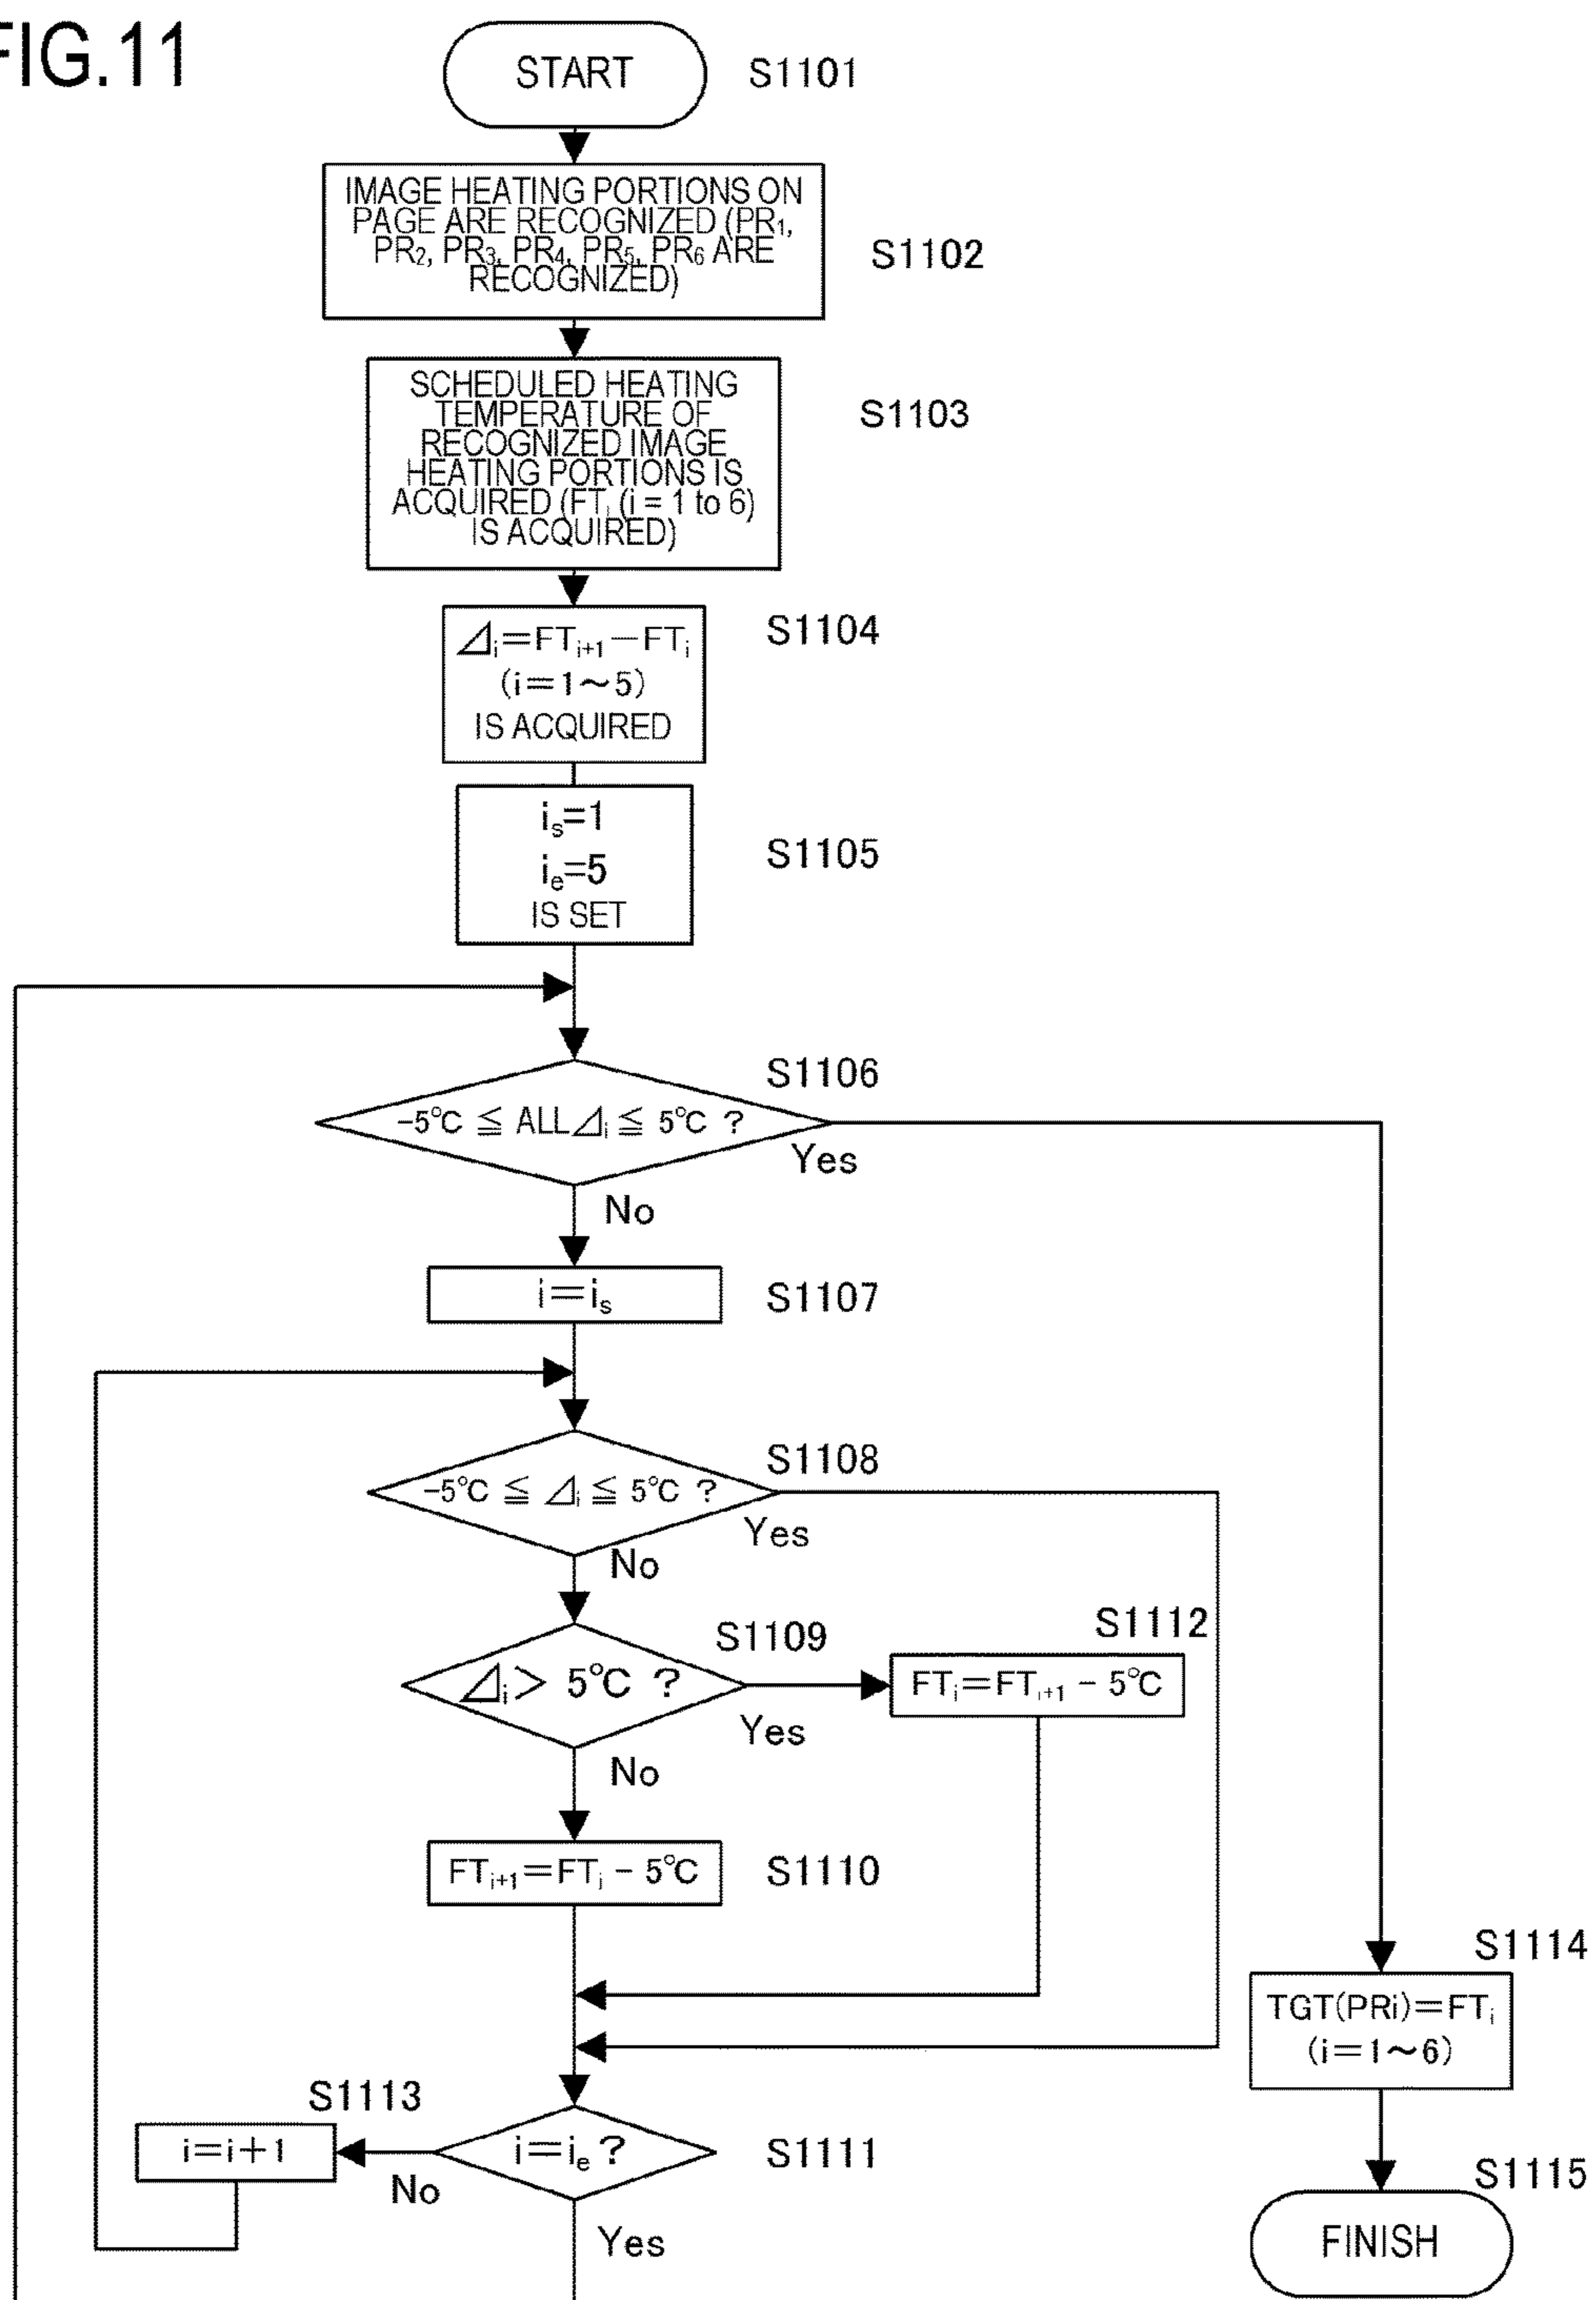 FIG.11
START
S1101
IMAGE HEATING PORTIONS ON
PAGE ARE RECOGNIZED (PR₁,
PR₂, PR₃, PR₄, PR₅, PR₆ ARE
RECOGNIZED)
S1102
SCHEDULED HEATING
TEMPERATURE OF
RECOGNIZED IMAGE
HEATING PORTIONS IS
ACQUIRED (FTᵢ (i = 1 to 6)
IS ACQUIRED)
S1103
⊿ᵢ=FTᵢ₊₁−FTᵢ
(i=1~5)
IS ACQUIRED
S1104
iₛ=1
iₑ=5
IS SET
S1105
S1106
-5℃ ≦ ALL⊿ᵢ ≦ 5℃ ?
Yes
No
i=iₛ
S1107
S1108
-5℃ ≦ ⊿ᵢ ≦ 5℃ ?
Yes
No
S1109
⊿ᵢ> 5℃ ?
Yes
No
S1112
FTᵢ=FTᵢ₊₁ - 5℃
FTᵢ₊₁=FTᵢ - 5℃
S1110
S1114
TGT(PRi)=FTᵢ
(i=1~6)
S1113
i=i+1
i=iₑ?
S1111
No
Yes
S1115
FINISH